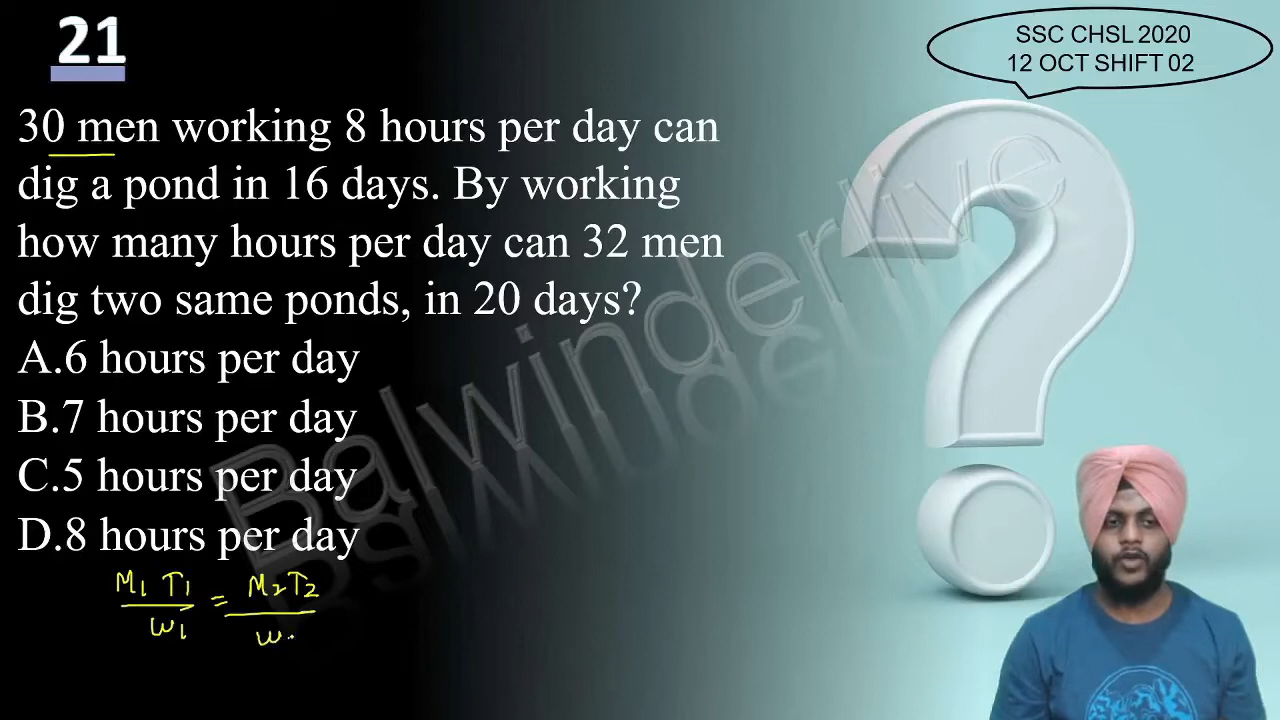 21
SSC CHSL 2020
12 OCT SHIFT 02
30 men working 8 hours per day can
dig a pond in 16 days. By working
how many hours per day can 32 men
dig two same ponds, in 20 days?
A.6 hours per day
B.7 hours per day
C.5 hours per day
D.8 hours per day
M1 T1 = M2T2
W1 W
Balwinderlive